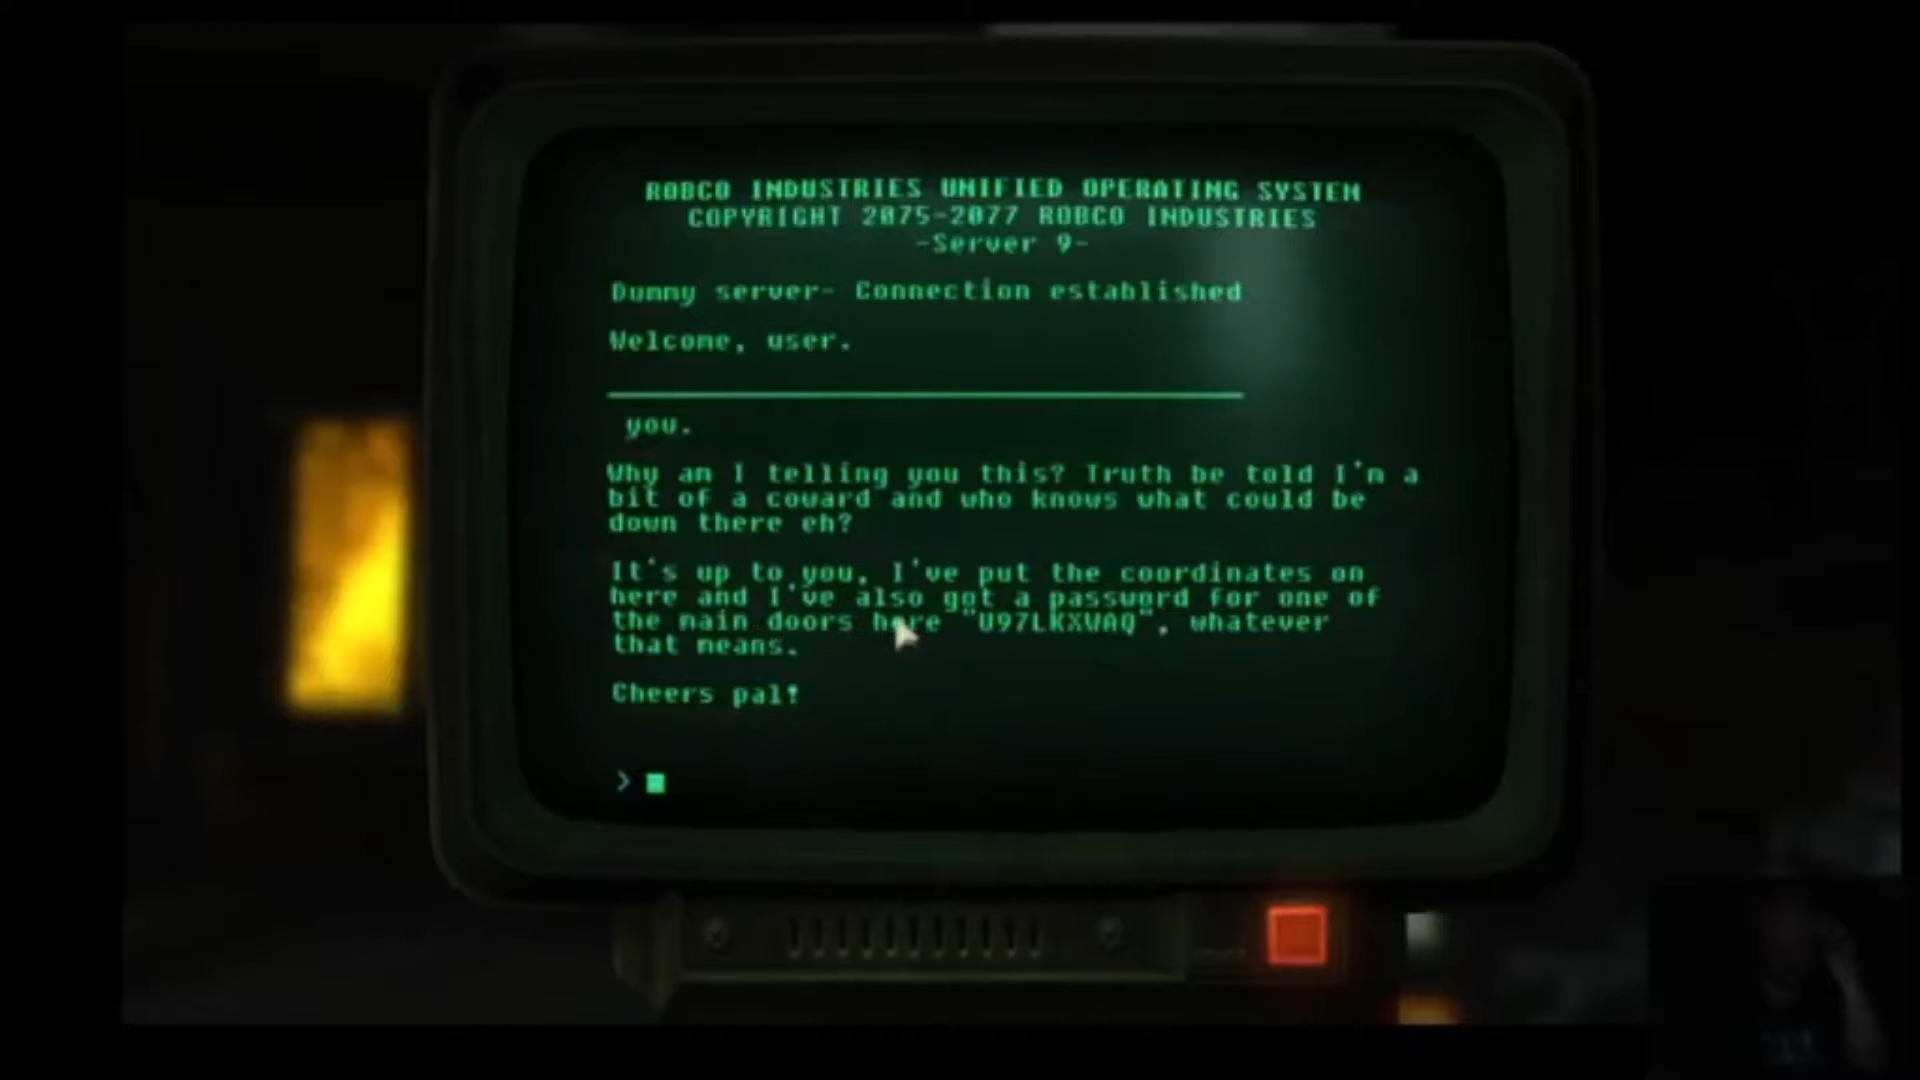 ROBCO INDUSTRIES UNIFIED OPERATING SYSTEM
COPYRIGHT 2075-2077 ROBCO INDUSTRIES
-Server 9-
Dummy server- Connection established
Welcome, user.
you.
Why am I telling you this? Truth be told I'm a
bit of a coward and who knows what could be
down there eh?
It's up to you, I've put the coordinates on
here and I've also got a password for one of
the main doors here "U97LKXWAQ", whatever
that means.
Cheers pal!
>